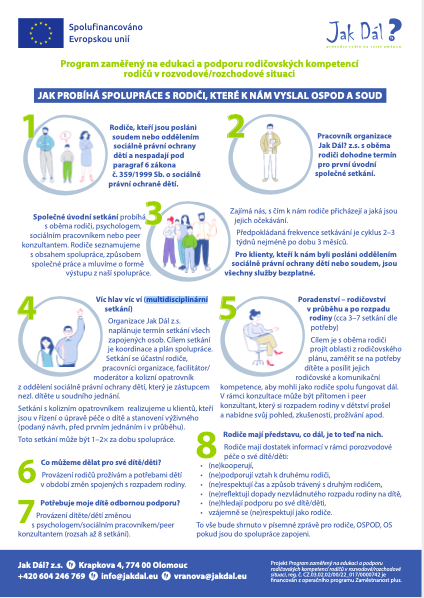 Spolufinancováno
Evropskou unií
Jak Dál?
Program zaměřený na edukaci a podporu rodičovských kompetencí
rodičů v rozvodové/rozchodové situaci
JAK PROBÍHÁ SPOLUPRÁCE S RODIČI, KTERÉ K NÁM VYSLAL OSPOD A SOUD
1
Rodiče, kteří jsou posláni
soudem nebo oddělením
sociálně právní ochrany
dětí a nespadají pod
paragraf 6 zákona
č. 359/1999 Sb. o sociálně
právní ochraně dětí.
2
Pracovník organizace
Jak Dál? z.s. s oběma
rodiči dohodne termín
pro první úvodní
společné setkání.
3
Společné úvodní setkání probíhá
s oběma rodiči, psychologem,
sociálním pracovníkem nebo peer
konzultantem. Rodiče seznamujeme
s obsahem spolupráce, způsobem
společné práce a mluvíme o formě
výstupu z naší spolupráce.
Zajímá nás, s čím k nám rodiče přicházejí a jaká jsou
jejich očekávání.
Předpokládaná frekvence setkávání je cyklus 2–3
týdnů nejméně po dobu 3 měsíců.
Pro klienty, kteří k nám byli posláni oddělením
sociálně právní ochrany dětí nebo soudem, jsou
všechny služby bezplatné.
4
Víc hlav víc ví (multidisciplinární
setkání)
Organizace Jak Dál z.s.
naplánuje termín setkání všech
zapojených osob. Cílem setkání
je koordinace a plán spolupráce.
Setkání se účastní rodiče,
pracovníci organizace, facilitátor/
moderátor a kolizní opatrovník
z oddělení sociálně právní ochrany dětí, který je zástupcem
nezl. dítěte u soudního jednání.
Setkání s kolizním opatrovníkem realizujeme u klientů, kteří
jsou v řízení o úpravě péče o dítě a stanovení výživného
(podaný návrh, před prvním jednáním i v průběhu).
Toto setkání může být 1–2× za dobu spolupráce.
5
Poradenství – rodičovství
v průběhu a po rozpadu
rodiny (cca 3–7 setkání dle
potřeby)
Cílem je s oběma rodiči
projít oblasti z rodičovského
plánu, zaměřit se na potřeby
dítěte a posílit jejich
rodičovské a komunikační
kompetence, aby mohli jako rodiče spolu fungovat dál.
V rámci konzultace může být přítomen i peer
konzultant, který si rozpadem rodiny v dětství prošel
a nabídne svůj pohled, zkušenosti, prožívání apod.
6
Co můžeme dělat pro své dítě/děti?
Provázení rodičů prožívám a potřebami dětí
v období změn spojených s rozpadem rodiny.
7
Potřebuje moje dítě odbornou podporu?
Provázení dítěte/dětí změnou
s psychologem/sociálním pracovníkem/peer
konzultantem (rozsah až 8 setkání).
8
Rodiče mají představu, co dál, je to teď na nich.
Rodiče mají dostatek informací v rámci porozvodové
péče o své dítě/děti:
• (ne)kooperují,
• (ne)podporují vztah k druhému rodiči,
• (ne)respektují čas a způsob trávený s druhým rodičem,
• (ne)reflektují dopady nezvládnutého rozpadu rodiny na dítě,
• (ne)hledají podporu pro své dítě/děti,
• vzájemně se (ne)respektují jako rodiče.
To vše bude shrnuto v písemné zprávě pro rodiče, OSPOD, OS
pokud jsou do spolupráce zapojeni.
Jak Dál? z.s. Krapkova 4, 774 00 Olomouc
+420 604 246 769 info@jakdal.eu vranova@jakdal.eu
Projekt Program zaměřený na edukaci a podporu
rodičovských kompetencí rodičů v rozvodové/rozchodové
situaci, reg. č. CZ.03.02.02/00/22_017/0000742 je
financován z operačního programu Zaměstnanost plus.